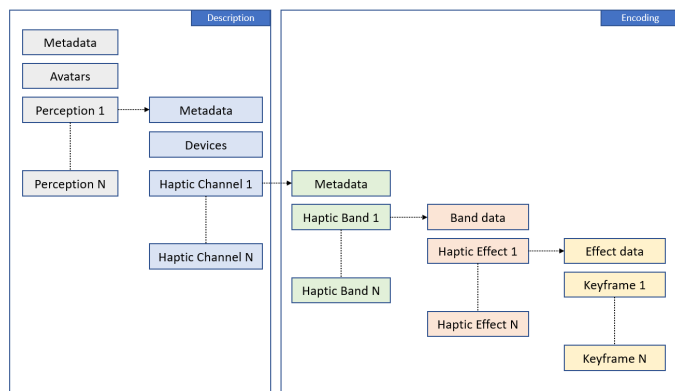 Description
Metadata
Avatars
Perception 1
Perception N
Metadata
Devices
Haptic Channel 1
Haptic Channel N
Encoding
Metadata
Haptic Band 1
Haptic Band N
Band data
Haptic Effect 1
Haptic Effect N
Effect data
Keyframe 1
Keyframe N